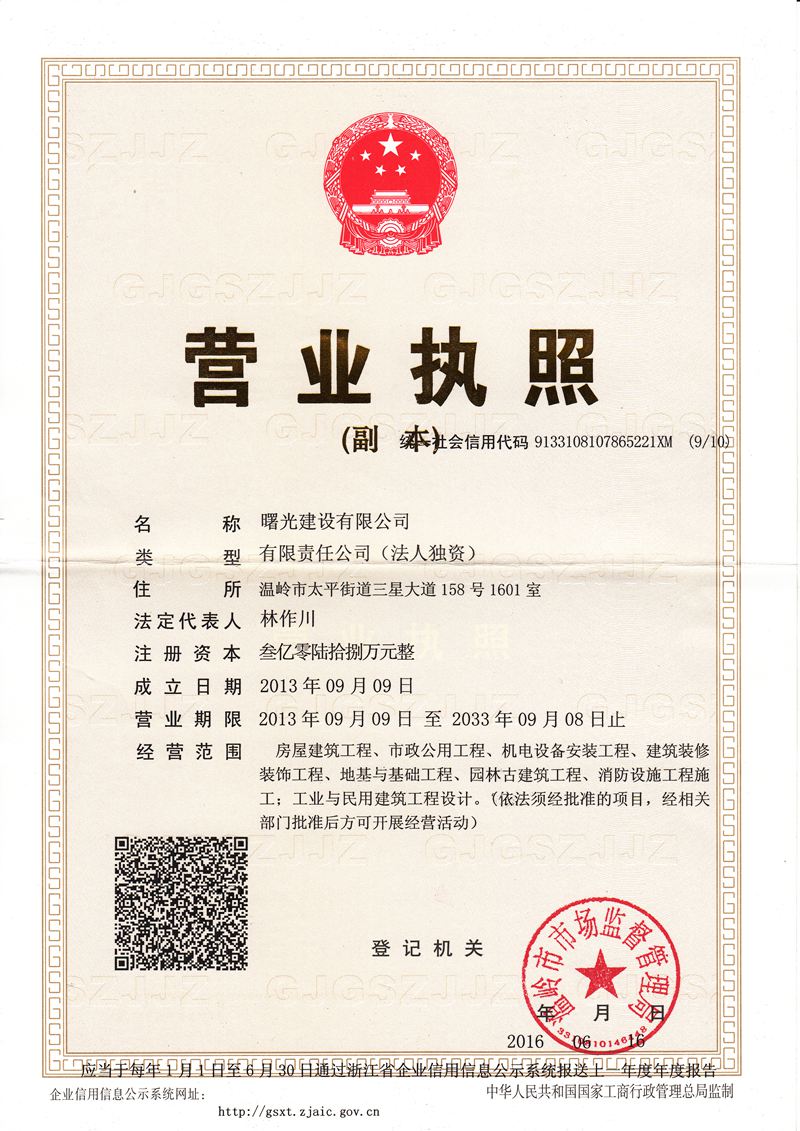 营业执照
(副 本)
统一社会信用代码 91331081078652​21XM (9/10)
名称 曙光建设有限公司
类型 有限责任公司（法人独资）
住所 温岭市太平街道三星大道158号1601室
法定代表人 林作川
注册资本 叁亿零陆拾捌万元整
成立日期 2013年09月09日
营业期限 2013年09月09日 至 2033年09月08日止
经营范围 房屋建筑工程、市政公用工程、机电设备安装工程、建筑装修
装饰工程、地基与基础工程、园林古建筑工程、消防设施工程施
工；工业与民用建筑工程设计。（依法须经批准的项目，经相关
部门批准后方可开展经营活动）
登记机关
温岭市市场监督管理局
年 月 日
2016 06 16
应当于每年1月1日至6月30日通过浙江省企业信用信息公示系统报送上一年度年度报告
企业信用信息公示系统网址：
http://gsxt.zjaic.gov.cn
中华人民共和国国家工商行政管理总局监制